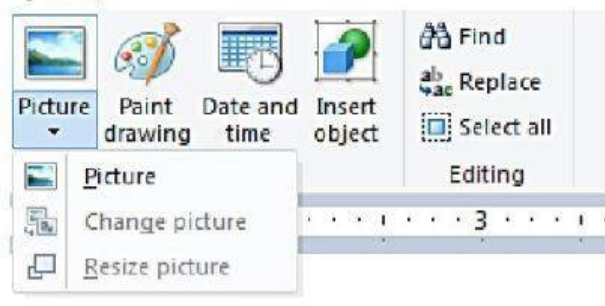 Picture
Paint drawing
Date and time
Insert object
Find
Replace
Select all
Editing
Picture
Change picture
Resize picture
3